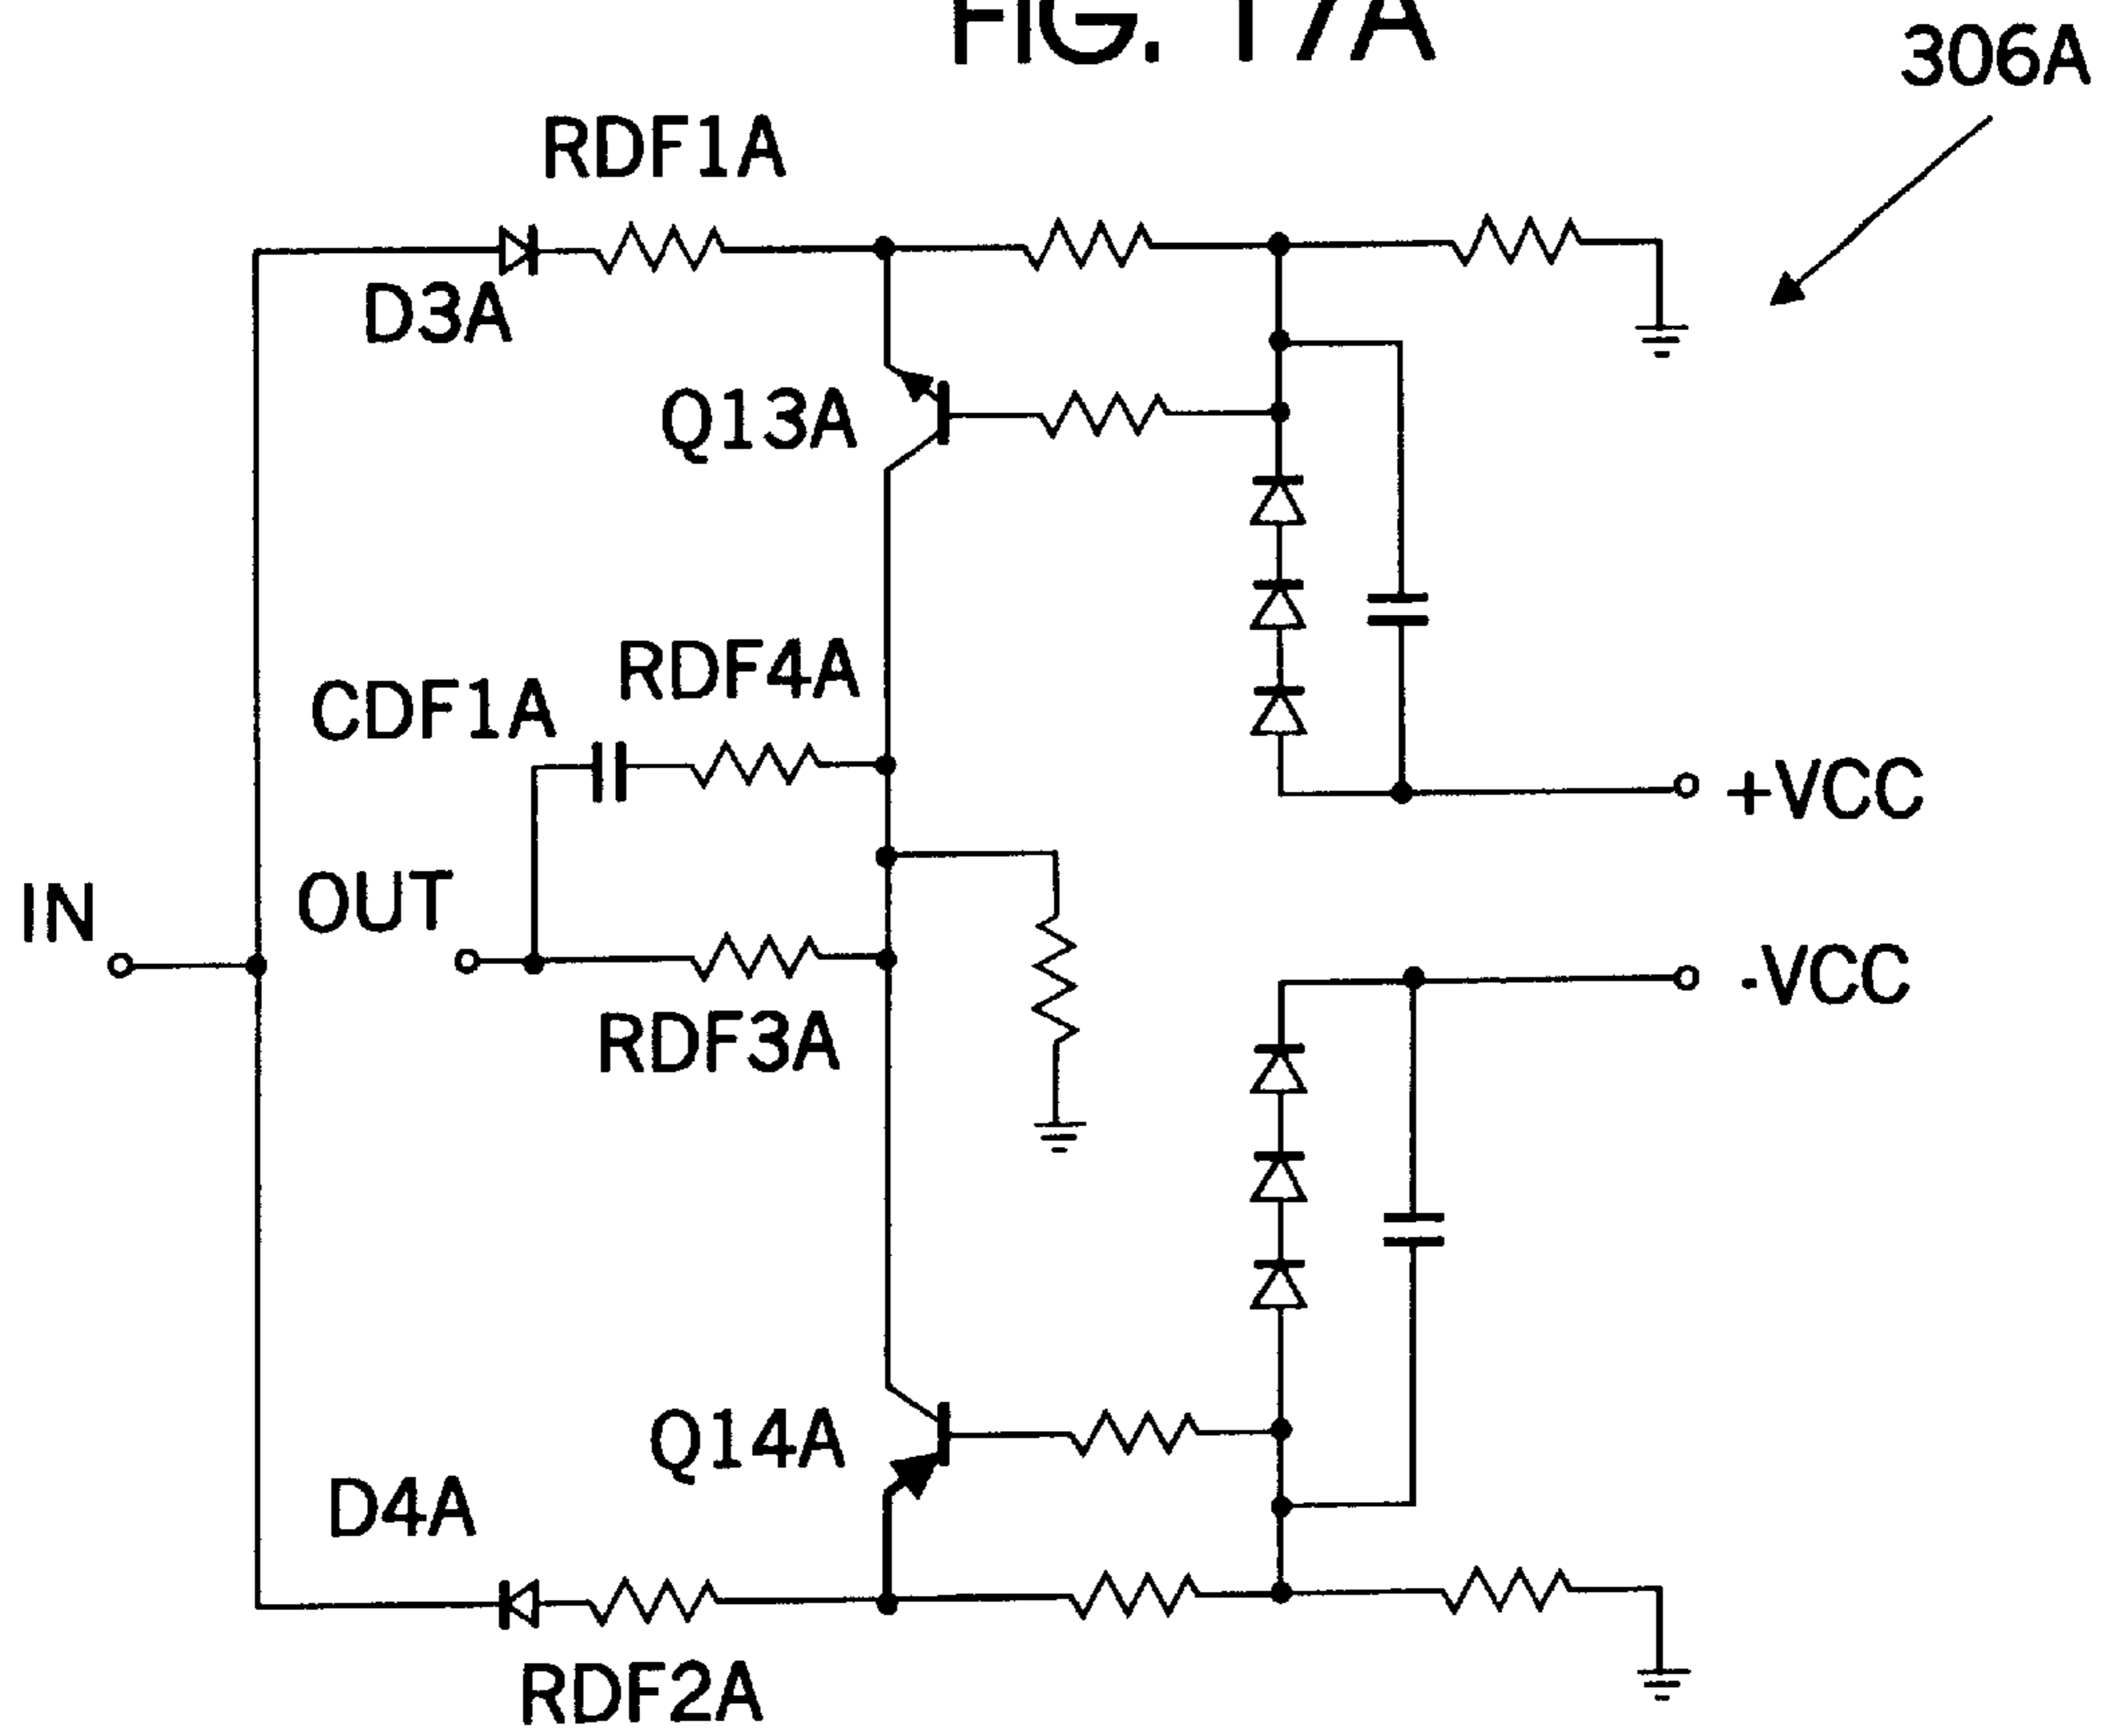 FIG. 17A
306A
RDF1A
D3A
Q13A
RDF4A
CDF1A
+VCC
OUT
IN
-VCC
RDF3A
Q14A
D4A
RDF2A